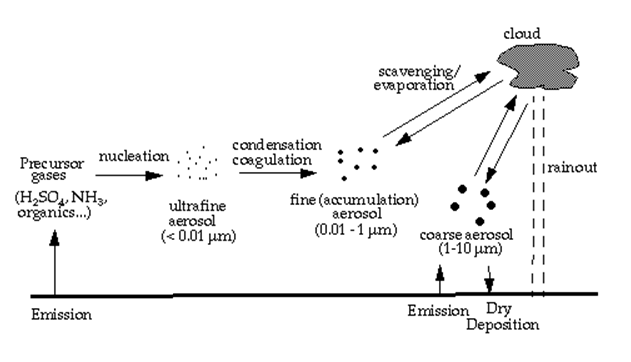 cloud
scavenging/
evaporation
condensation
coagulation
nucleation
Precursor
gases
(H₂SO₄, NH₃,
organics...)
rainout
ultrafine
aerosol
(< 0.01 μm)
fine (accumulation)
aerosol
(0.01 - 1 μm)
coarse aerosol
(1-10 μm)
Emission
Emission
Dry
Deposition